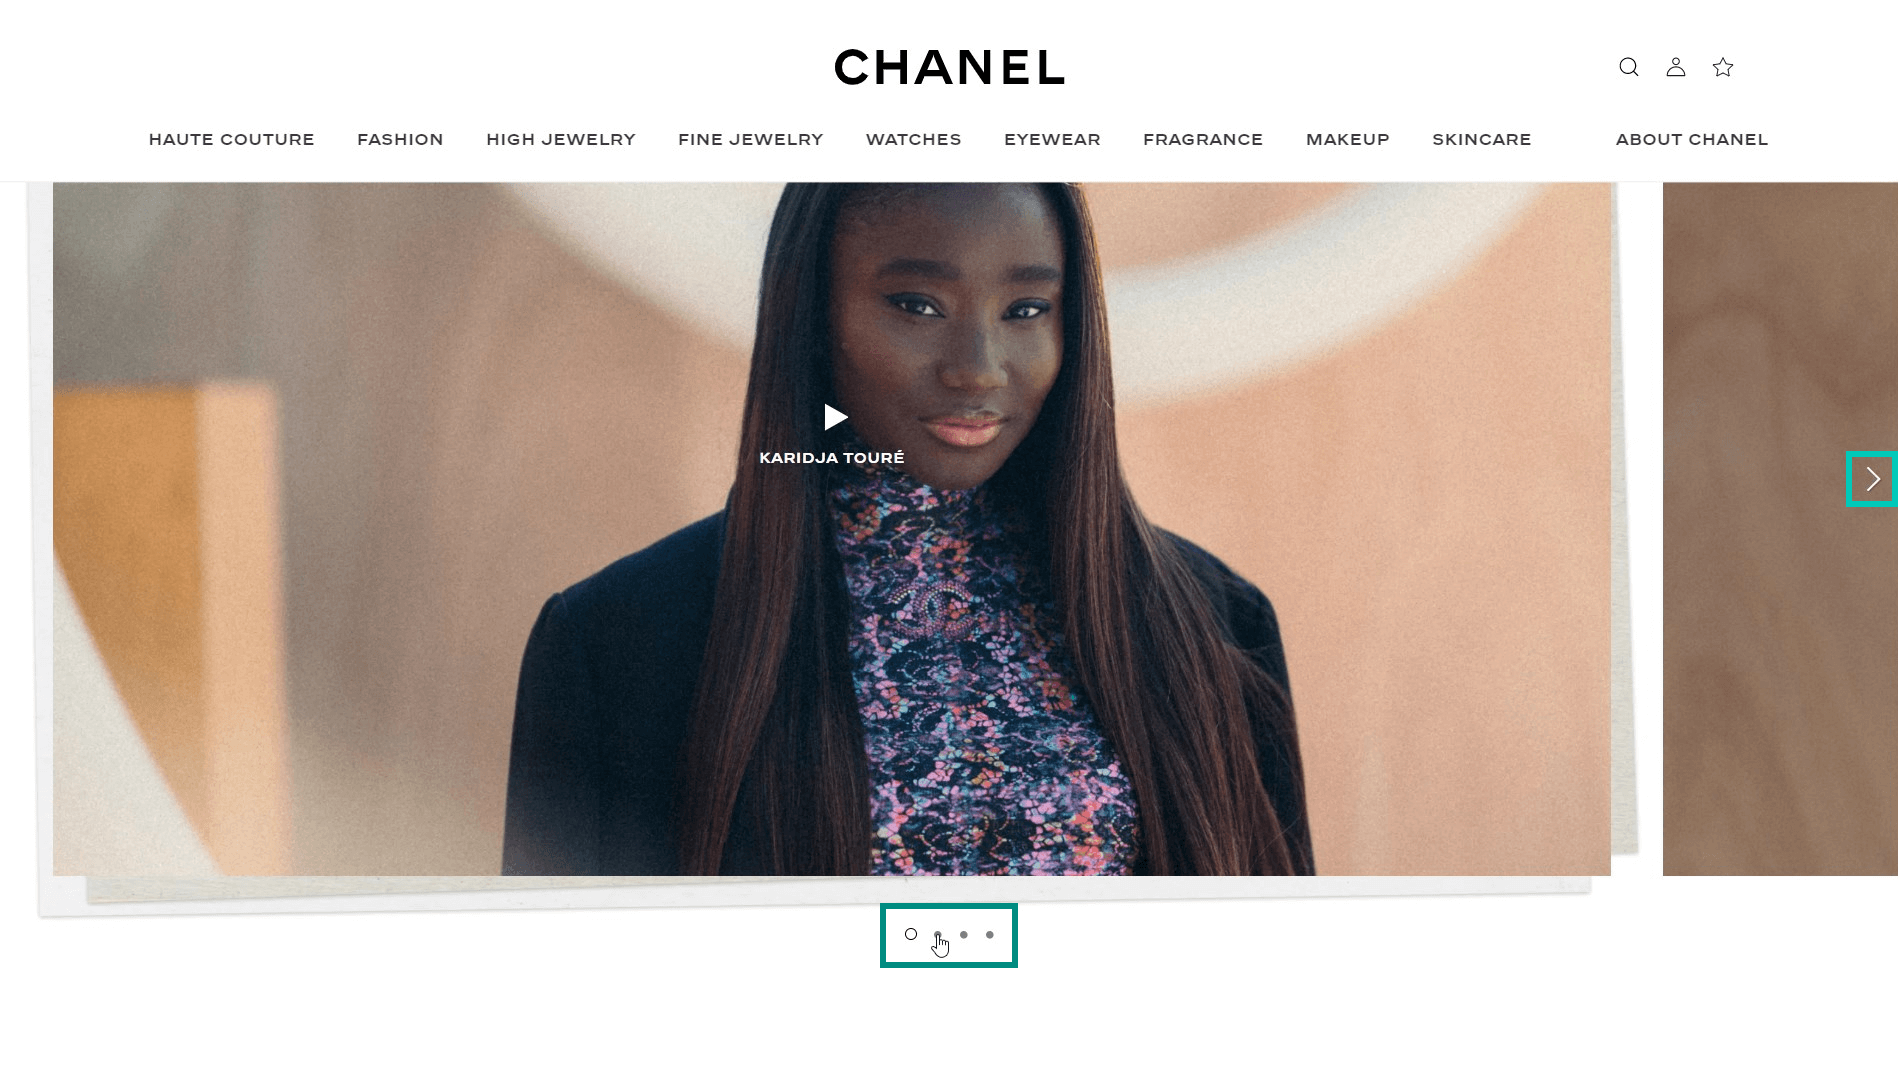 CHANEL
HAUTE COUTURE FASHION HIGH JEWELRY FINE JEWELRY WATCHES EYEWEAR FRAGRANCE MAKEUP SKINCARE ABOUT CHANEL
KARIDJA TOURÉ